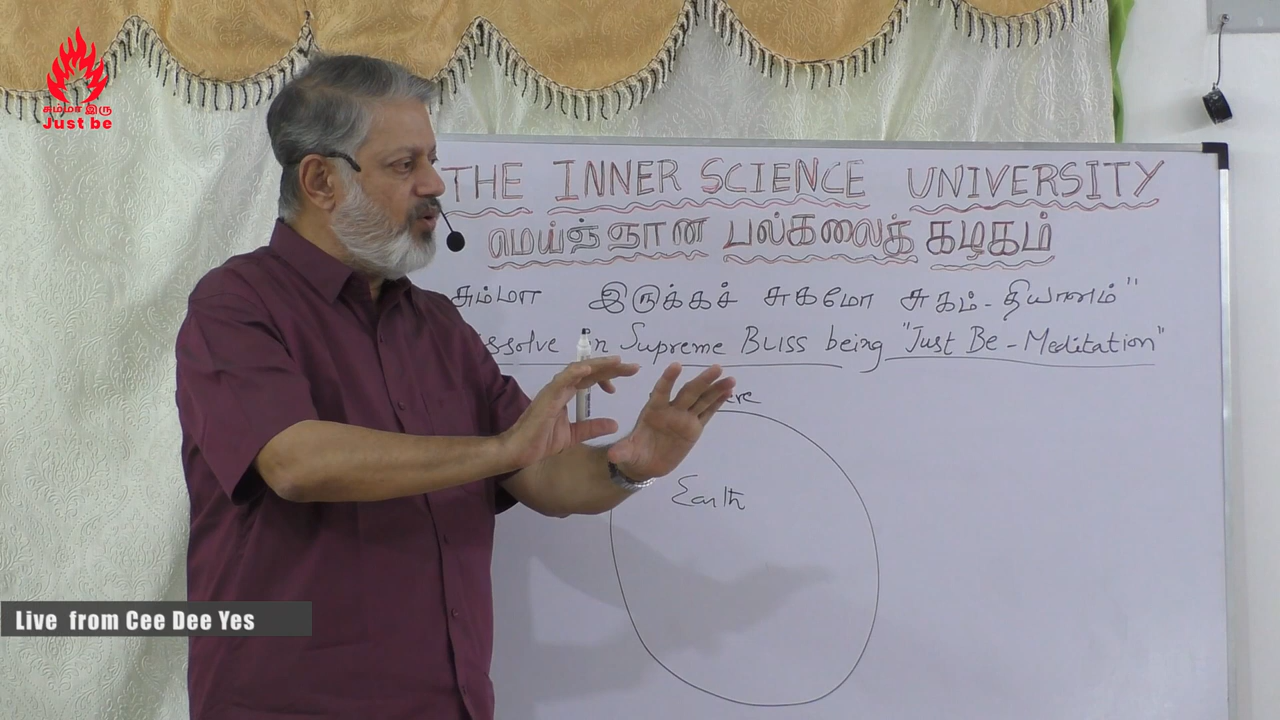 சும்மா இரு
Just be
THE INNER SCIENCE UNIVERSITY
மெய்ஞ்ஞான பல்கலைக் கழகம்
சும்மா இருக்கச் சுகமோ சுகம் - தியானம்"
in Supreme BLISS being "Just Be - Meditation"
Earth
Live from Cee Dee Yes